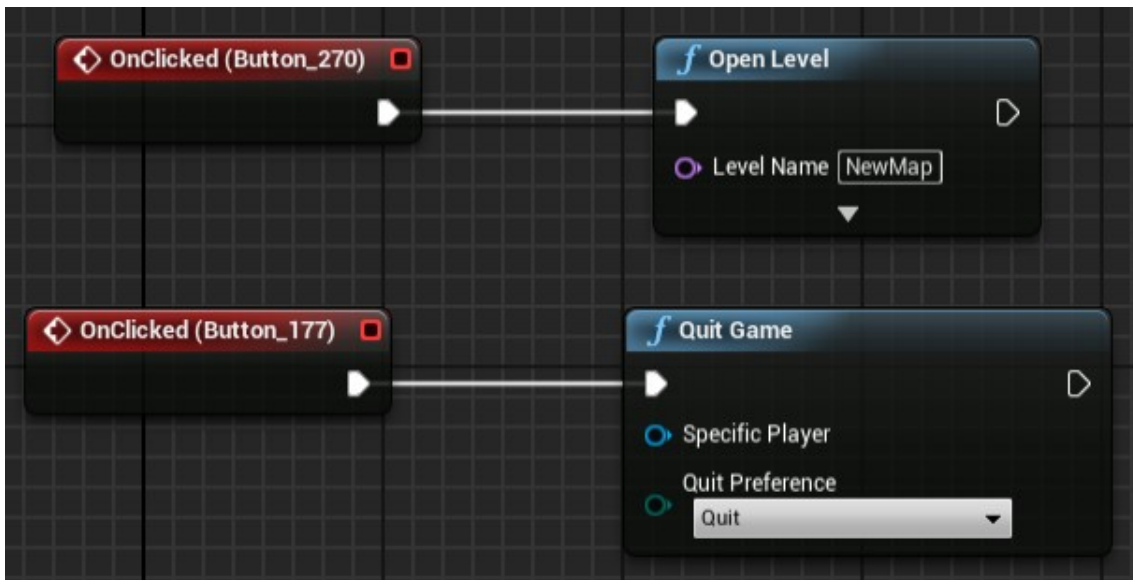 OnClicked (Button_270)
f Open Level
Level Name NewMap
OnClicked (Button_177)
f Quit Game
Specific Player
Quit Preference
Quit